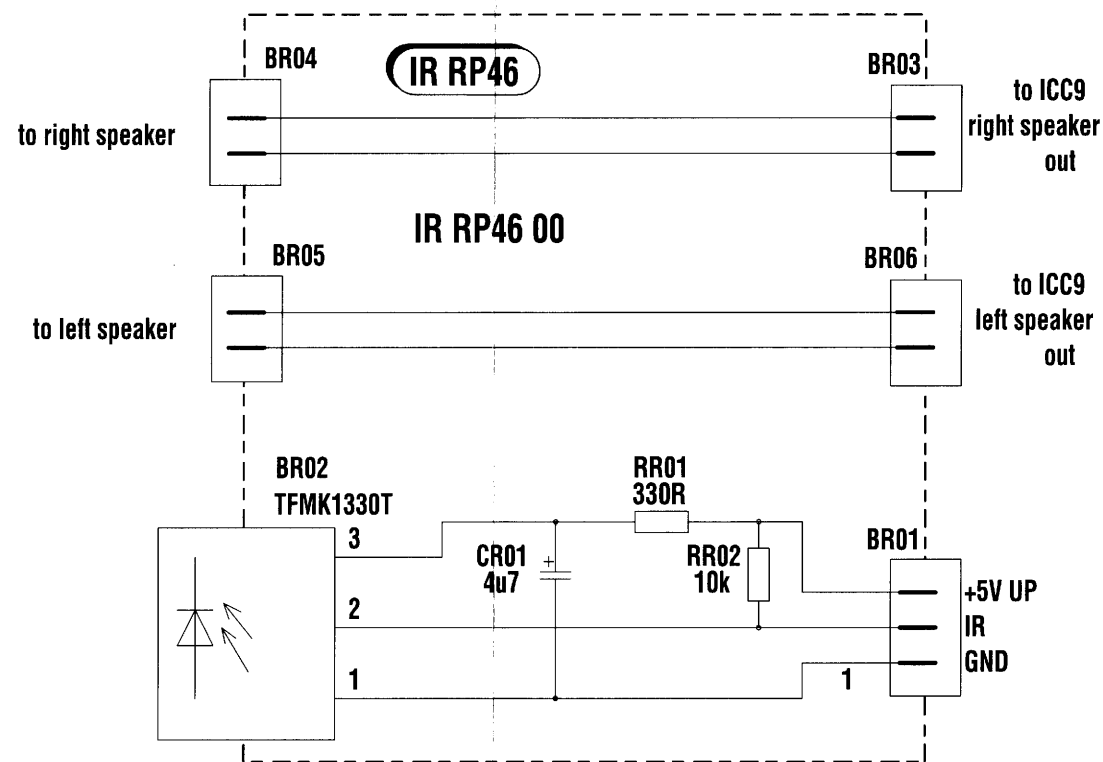 BR04
IR RP46
BR03
to right speaker
to ICC9
right speaker
out
IR RP46 00
BR05
BR06
to left speaker
to ICC9
left speaker
out
BR02
TFMK1330T
RR01
330R
3
CR01
+
4u7
RR02
10k
BR01
+5V UP
2
IR
GND
1
1